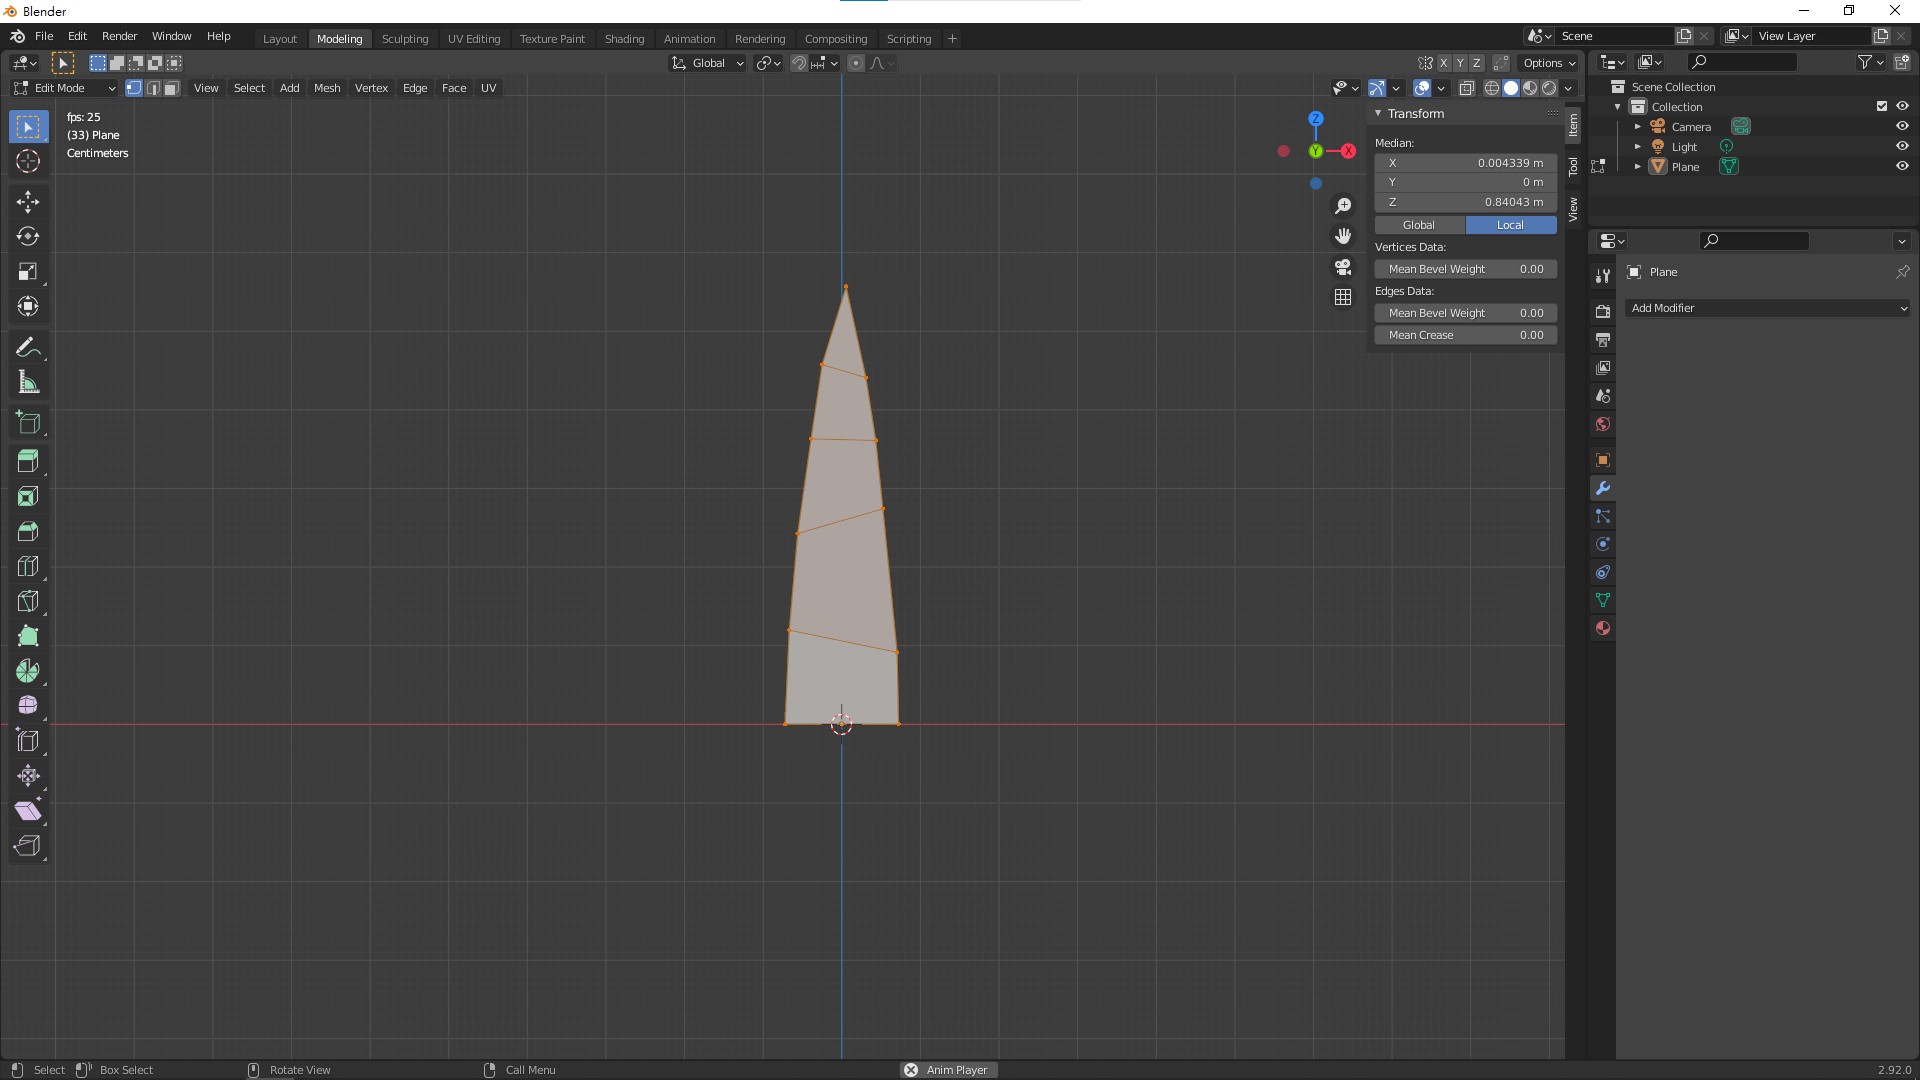 Blender
File Edit Render Window Help Layout Modeling Sculpting UV Editing Texture Paint Shading Animation Rendering Compositing Scripting + Scene View Layer
Global X Y Z Options
Edit Mode View Select Add Mesh Vertex Edge Face UV
fps: 25
(33) Plane
Centimeters
Z
Y
X
Transform
Median:
X 0.004339 m
Y 0 m
Z 0.84043 m
Global Local
Vertices Data:
Mean Bevel Weight 0.00
Edges Data:
Mean Bevel Weight 0.00
Mean Crease 0.00
Item
Tool
View
Scene Collection
Collection
Camera
Light
Plane
Plane
Add Modifier
Select Box Select Rotate View Call Menu Anim Player 2.92.0